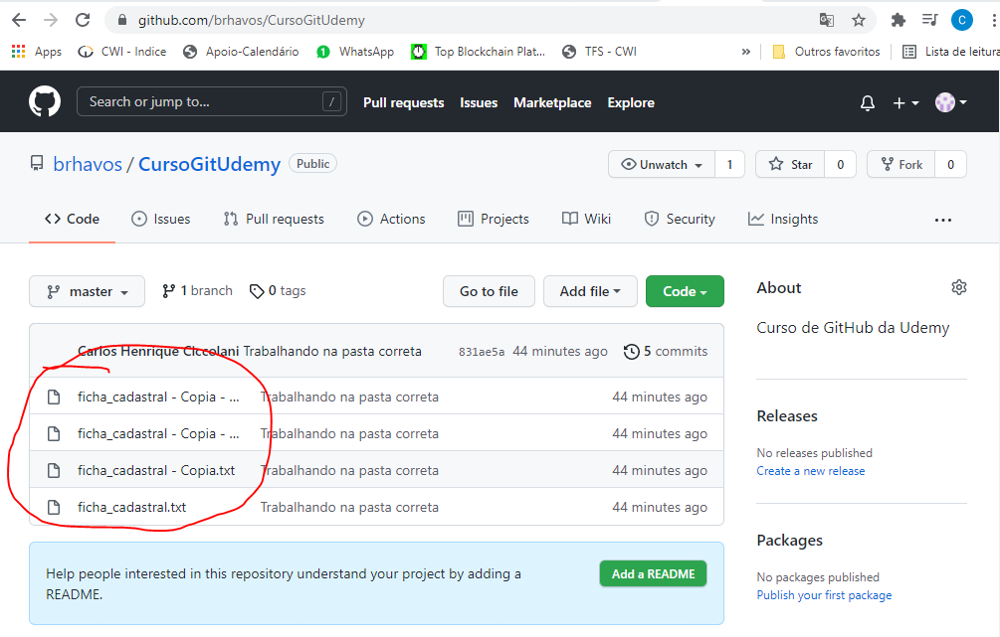 github.com/brhavos/CursoGitUdemy
C
Apps CWI - Indice Apoio-Calendário 1 WhatsApp Top Blockchain Plat... TFS - CWI » Outros favoritos Lista de leitura
Search or jump to... / Pull requests Issues Marketplace Explore
brhavos / CursoGitUdemy Public
Unwatch 1 Star 0 Fork 0
Code Issues Pull requests Actions Projects Wiki Security Insights ...
master 1 branch 0 tags Go to file Add file Code
Carlos Henrique Ciccolani Trabalhando na pasta correta 831ae5a 44 minutes ago 5 commits
ficha_cadastral - Copia - ... Trabalhando na pasta correta 44 minutes ago
ficha_cadastral - Copia - ... Trabalhando na pasta correta 44 minutes ago
ficha_cadastral - Copia.txt Trabalhando na pasta correta 44 minutes ago
ficha_cadastral.txt Trabalhando na pasta correta 44 minutes ago
Help people interested in this repository understand your project by adding a
README.
Add a README
About
Curso de GitHub da Udemy
Releases
No releases published
Create a new release
Packages
No packages published
Publish your first package